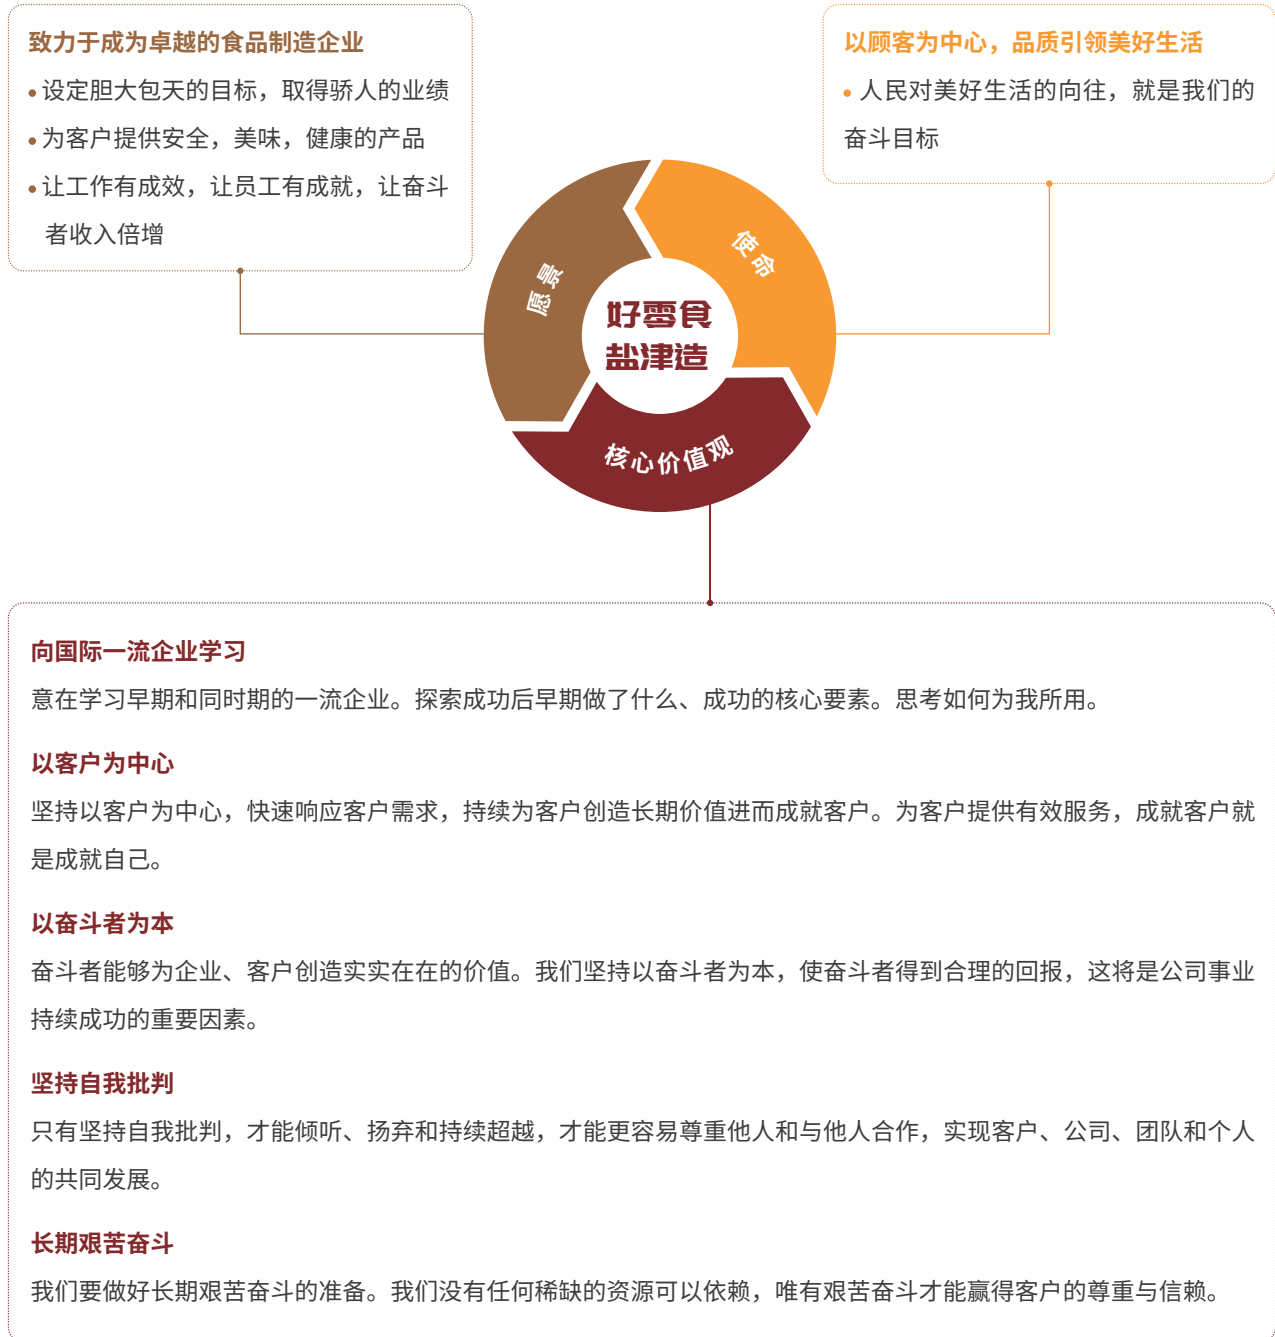 致力于成为卓越的食品制造企业
• 设定胆大包天的目标，取得骄人的业绩
• 为客户提供安全，美味，健康的产品
• 让工作有成效，让员工有成就，让奋斗
者收入倍增
以顾客为中心，品质引领美好生活
• 人民对美好生活的向往，就是我们的
奋斗目标
愿景
使命
好零食
盐津造
核心价值观
向国际一流企业学习
意在学习早期和同时期的一流企业。探索成功后早期做了什么、成功的核心要素。思考如何为我所用。
以客户为中心
坚持以客户为中心，快速响应客户需求，持续为客户创造长期价值进而成就客户。为客户提供有效服务，成就客户就
是成就自己。
以奋斗者为本
奋斗者能够为企业、客户创造实实在在的价值。我们坚持以奋斗者为本，使奋斗者得到合理的回报，这将是公司事业
持续成功的重要因素。
坚持自我批判
只有坚持自我批判，才能倾听、扬弃和持续超越，才能更容易尊重他人和与他人合作，实现客户、公司、团队和个人
的共同发展。
长期艰苦奋斗
我们要做好长期艰苦奋斗的准备。我们没有任何稀缺的资源可以依赖，唯有艰苦奋斗才能赢得客户的尊重与信赖。